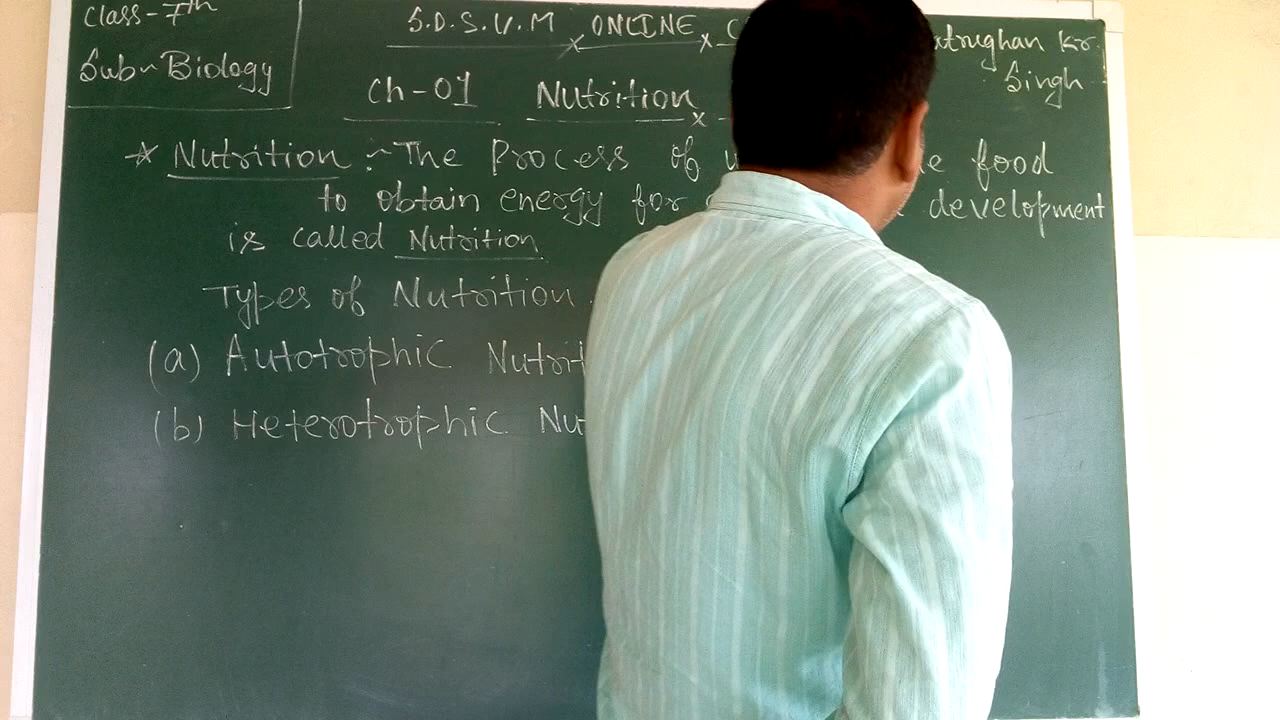 Class-7th
Sub~ Biology
S.D.S.V.M ONLINE
Kr.
Singh
Ch-01 Nutrition
* Nutrition :- The Process of food
to obtain energy for development
is called Nutrition
Types of Nutrition
(a) Autotrophic
(b) Heterotrophic